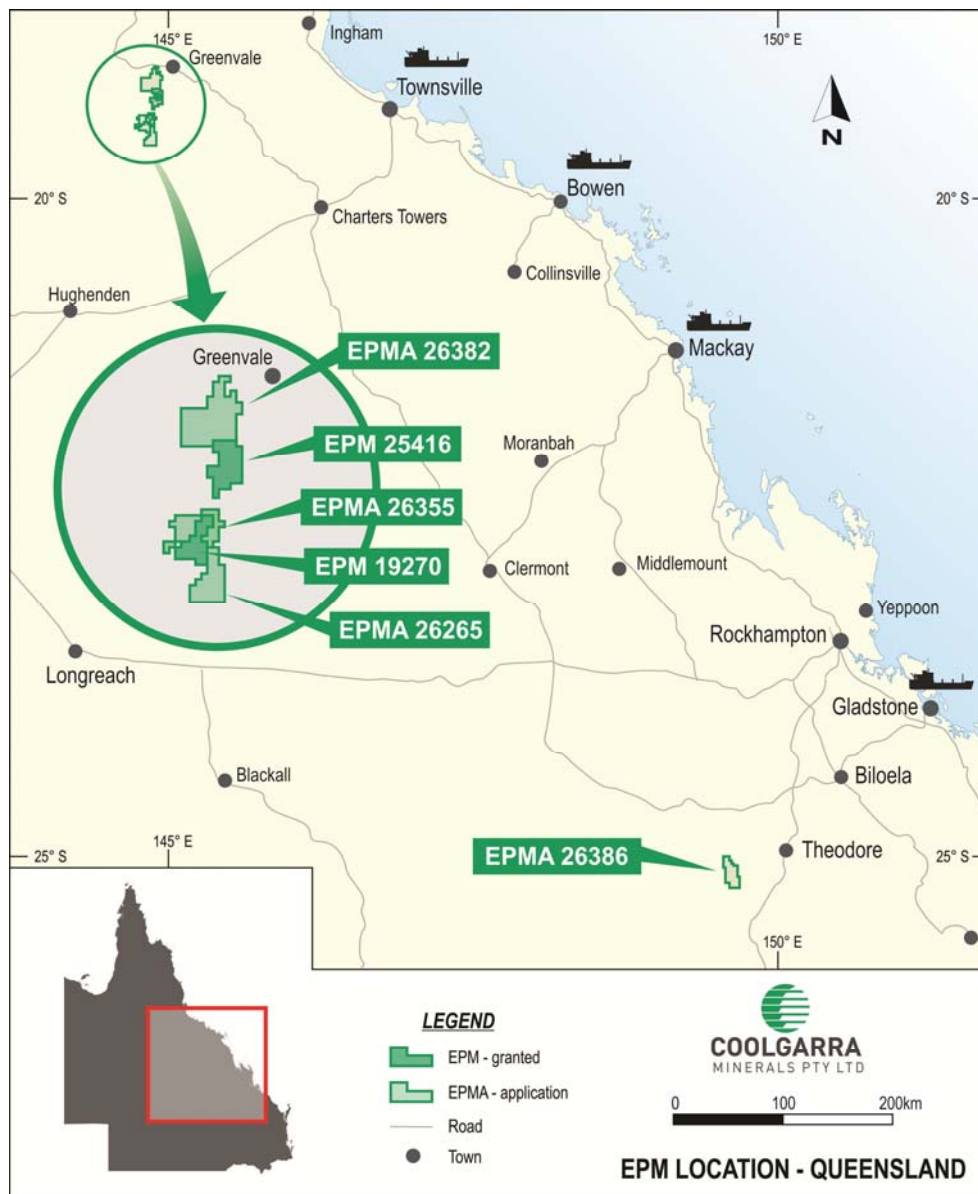 145° E
150° E
Ingham
Greenvale
Townsville
N
20° S
20° S
Bowen
Charters Towers
Collinsville
Hughenden
Mackay
EPMA 26382
Greenvale
EPM 25416
Moranbah
EPMA 26355
EPM 19270
Clermont
Middlemount
EPMA 26265
Yeppoon
Rockhampton
Longreach
Gladstone
Blackall
Biloela
145° E
25° S
EPMA 26386
Theodore
25° S
150° E
LEGEND
EPM - granted
EPMA - application
Road
Town
COOLGARRA
MINERALS PTY LTD
0 100 200km
EPM LOCATION - QUEENSLAND